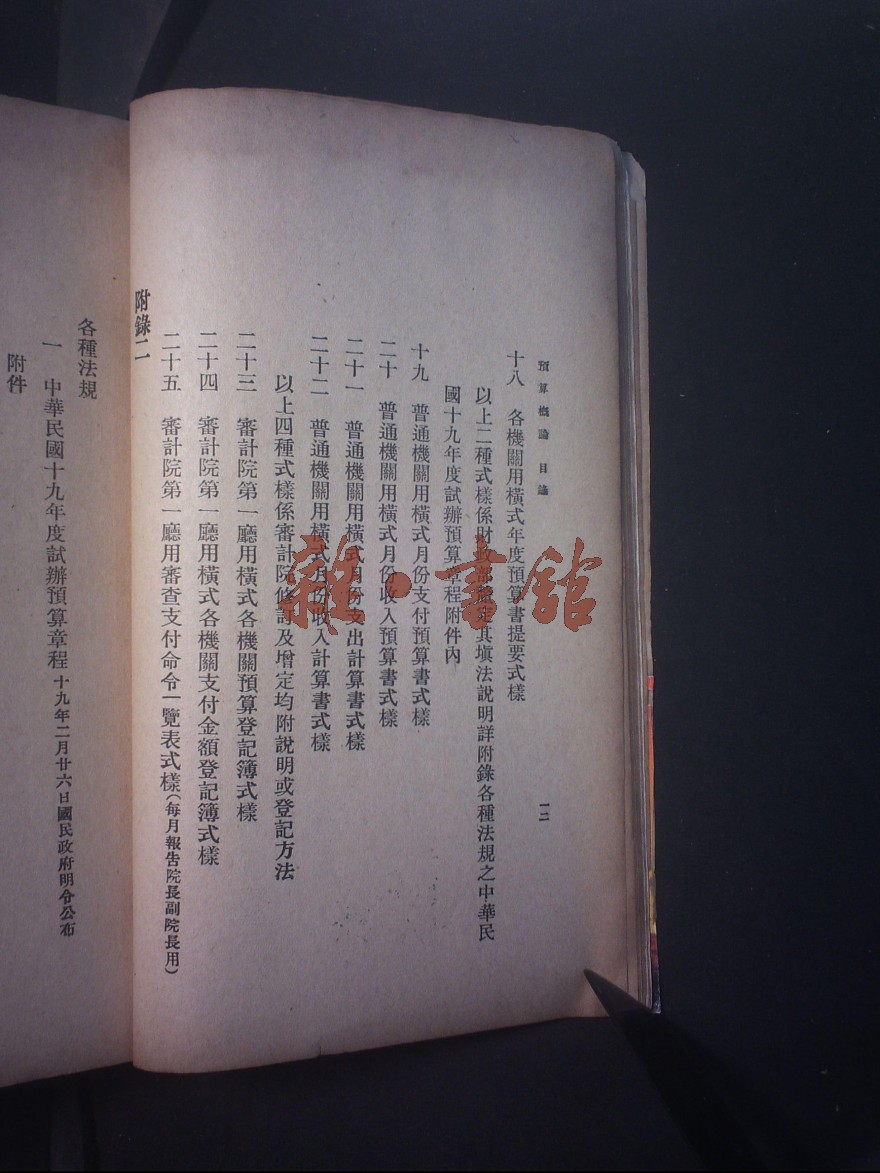 預算概論 目論
一二
十八 各機關用橫式年度預算書提要式樣
以上二種式樣係財政部規定其塡法說明詳附錄各種法規之中華民
國十九年度試辦預算章程附件內
十九 普通機關用橫式月份支付預算書式樣
二十 普通機關用橫式月份收入預算書式樣
二十一 普通機關用橫式月份支出計算書式樣
二十二 普通機關用橫式月份收入計算書式樣
以上四種式樣係審計院修訂及增定均附說明或登記方法
二十三 審計院第一廳用橫式各機關預算登記簿式樣
二十四 審計院第一廳用橫式各機關支付金額登記簿式樣
二十五 審計院第一廳用審查支付命令一覽表式樣(每月報告院長副院長用)
附錄二
各種法規
一 中華民國十九年度試辦預算章程 十九年二月廿六日國民政府明令公布
附件
雜·書館